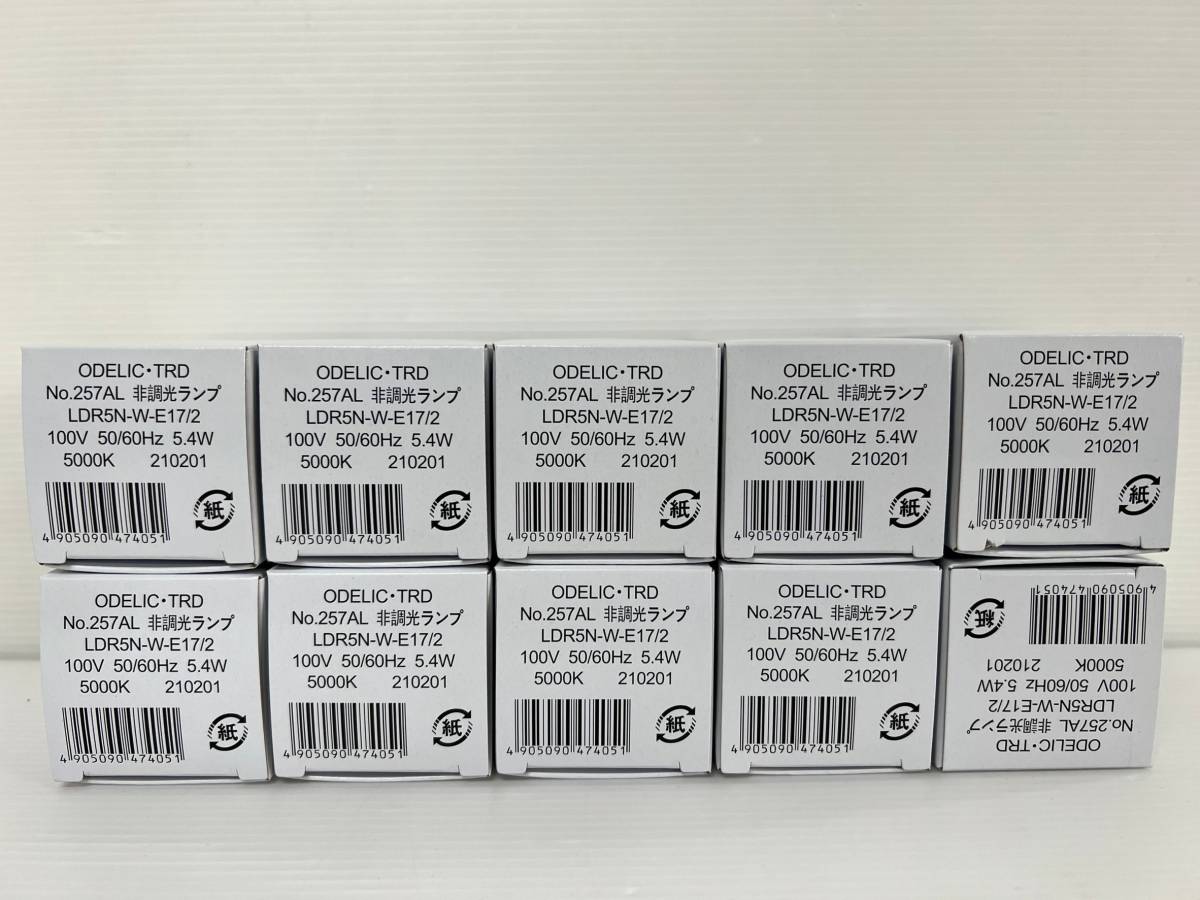 ODELIC・TRD
No.257AL 非調光ランプ
LDR5N-W-E17/2
100V 50/60Hz 5.4W
5000K 210201
紙
4 905090 474051
ODELIC・TRD
No.257AL 非調光ランプ
LDR5N-W-E17/2
100V 50/60Hz 5.4W
5000K 210201
紙
4 905090 474051
ODELIC・TRD
No.257AL 非調光ランプ
LDR5N-W-E17/2
100V 50/60Hz 5.4W
5000K 210201
紙
4 905090 474051
ODELIC・TRD
No.257AL 非調光ランプ
LDR5N-W-E17/2
100V 50/60Hz 5.4W
5000K 210201
紙
4 905090 474051
ODELIC・TRD
No.257AL 非調光ランプ
LDR5N-W-E17/2
100V 50/60Hz 5.4W
5000K 210201
紙
4 905090 474051
ODELIC・TRD
No.257AL 非調光ランプ
LDR5N-W-E17/2
100V 50/60Hz 5.4W
5000K 210201
紙
4 905090 474051
ODELIC・TRD
No.257AL 非調光ランプ
LDR5N-W-E17/2
100V 50/60Hz 5.4W
5000K 210201
紙
4 905090 474051
ODELIC・TRD
No.257AL 非調光ランプ
LDR5N-W-E17/2
100V 50/60Hz 5.4W
5000K 210201
紙
4 905090 474051
ODELIC・TRD
No.257AL 非調光ランプ
LDR5N-W-E17/2
100V 50/60Hz 5.4W
5000K 210201
紙
4 905090 474051
ODELIC・TRD
No.257AL 非調光ランプ
LDR5N-W-E17/2
100V 50/60Hz 5.4W
5000K 210201
紙
4 905090 474051